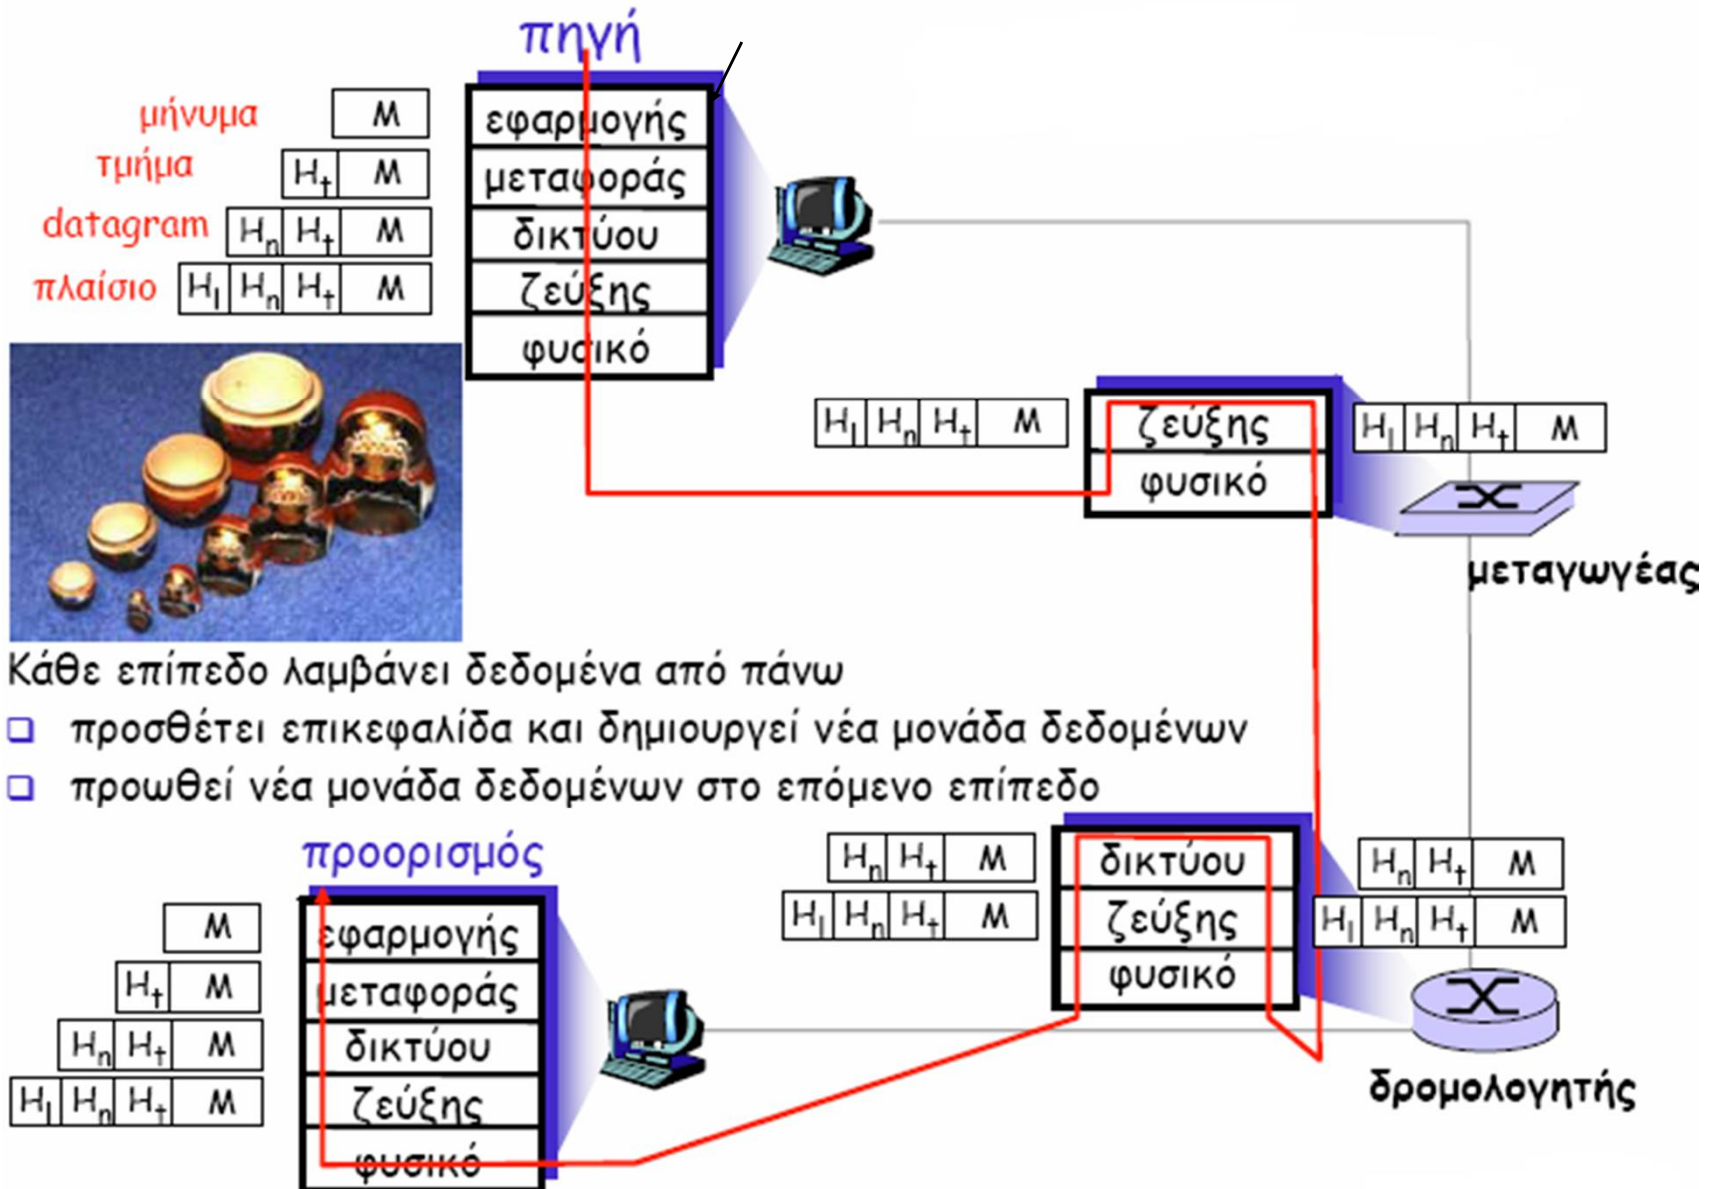 πηγή
μήνυμα M
τμήμα Ht M
datagram Hn Ht M
πλαίσιο Hl Hn Ht M
εφαρμογής
μεταφοράς
δικτύου
ζεύξης
φυσικό
Hl Hn Ht M
ζεύξης
φυσικό
Hl Hn Ht M
μεταγωγέας
Κάθε επίπεδο λαμβάνει δεδομένα από πάνω
προσθέτει επικεφαλίδα και δημιουργεί νέα μονάδα δεδομένων
προωθεί νέα μονάδα δεδομένων στο επόμενο επίπεδο
προορισμός
M
Ht M
Hn Ht M
Hl Hn Ht M
εφαρμογής
μεταφοράς
δικτύου
ζεύξης
φυσικό
Hn Ht M
Hl Hn Ht M
δικτύου
ζεύξης
φυσικό
Hn Ht M
Hl Hn Ht M
δρομολογητής